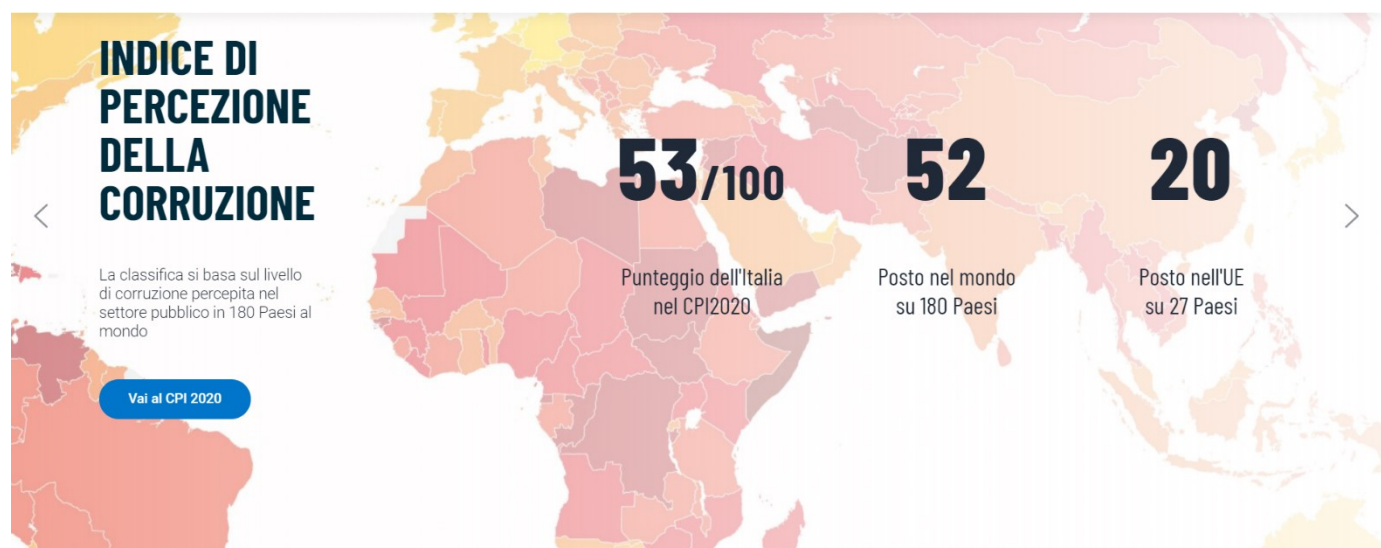 INDICE DI
PERCEZIONE
DELLA
CORRUZIONE
La classifica si basa sul livello
di corruzione percepita nel
settore pubblico in 180 Paesi al
mondo
Vai al CPI 2020
53/100
Punteggio dell'Italia
nel CPI2020
52
Posto nel mondo
su 180 Paesi
20
Posto nell'UE
su 27 Paesi